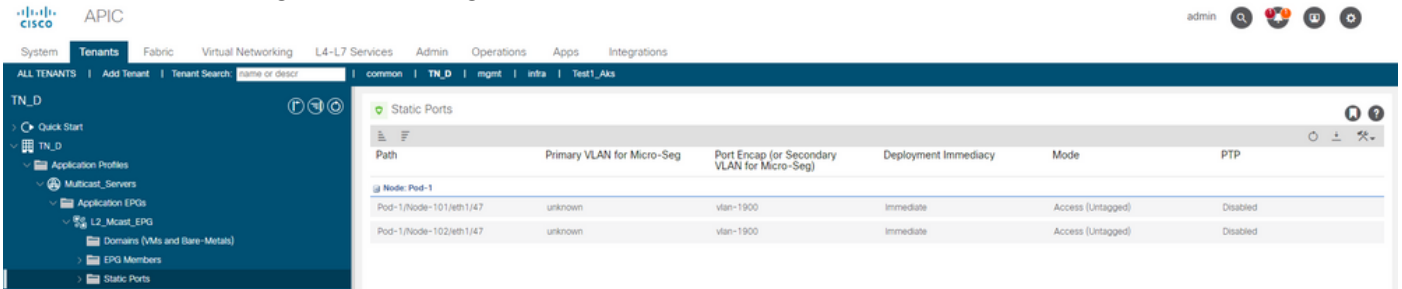 cisco APIC admin
System Tenants Fabric Virtual Networking L4-L7 Services Admin Operations Apps Integrations
ALL TENANTS | Add Tenant | Tenant Search: name or descr | common | TN_D | mgmt | infra | Test1_Aks
TN_D
Static Ports
Quick Start
TN_D
Path Primary VLAN for Micro-Seg Port Encap (or Secondary VLAN for Micro-Seg) Deployment Immediacy Mode PTP
Application Profiles
Node: Pod-1
Multicast_Servers
Pod-1/Node-101/eth1/47 unknown vlan-1900 Immediate Access (Untagged) Disabled
Application EPGs
L2_Mcast_EPG
Pod-1/Node-102/eth1/47 unknown vlan-1900 Immediate Access (Untagged) Disabled
Domains (VMs and Bare-Metals)
EPG Members
Static Ports